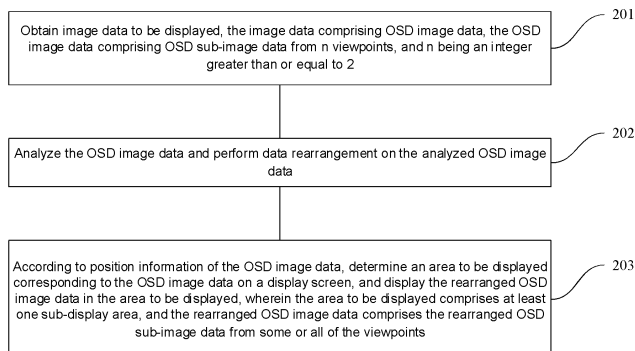 201
Obtain image data to be displayed, the image data comprising OSD image data, the OSD
image data comprising OSD sub-image data from n viewpoints, and n being an integer
greater than or equal to 2
202
Analyze the OSD image data and perform data rearrangement on the analyzed OSD image
data
203
According to position information of the OSD image data, determine an area to be displayed
corresponding to the OSD image data on a display screen, and display the rearranged OSD
image data in the area to be displayed, wherein the area to be displayed comprises at least
one sub-display area, and the rearranged OSD image data comprises the rearranged OSD
sub-image data from some or all of the viewpoints